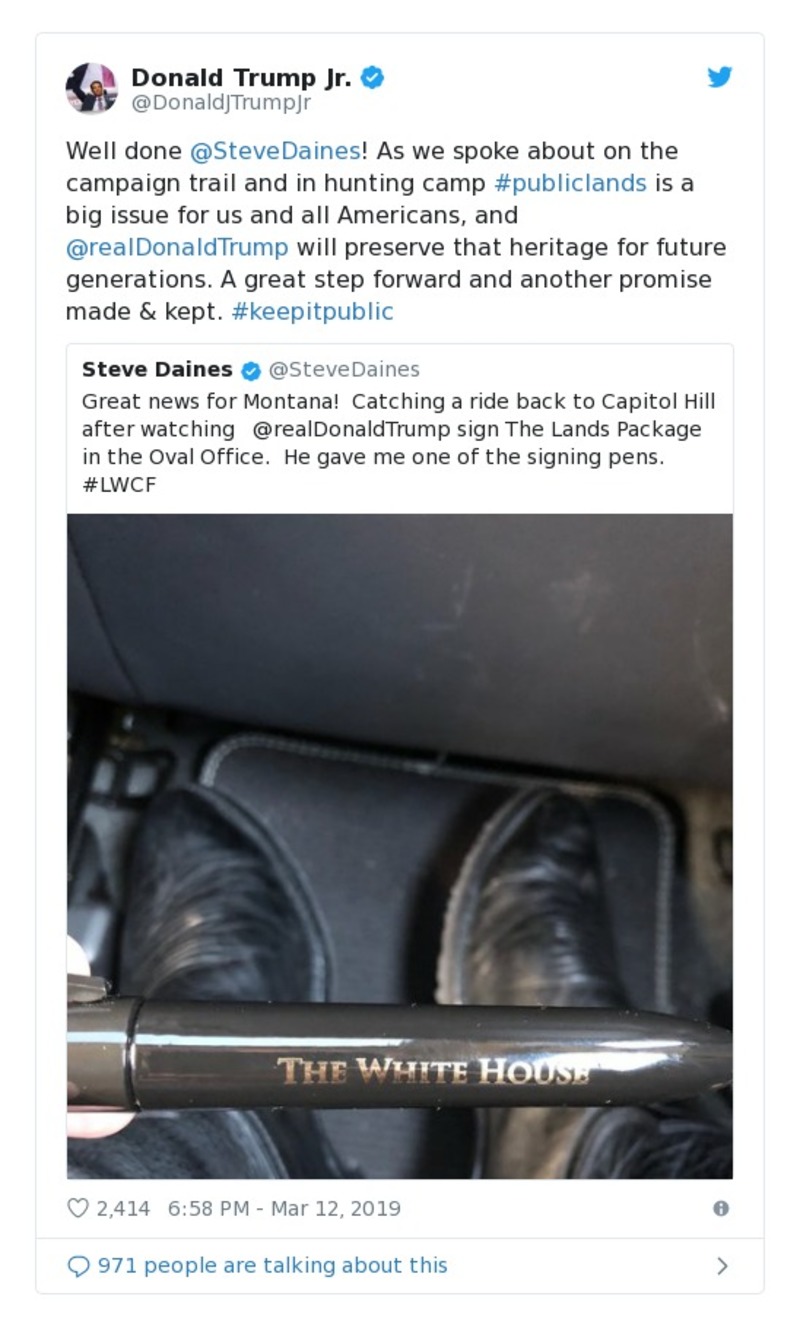 Donald Trump Jr.
@DonaldJTrumpJr
Well done @SteveDaines! As we spoke about on the
campaign trail and in hunting camp #publiclands is a
big issue for us and all Americans, and
@realDonaldTrump will preserve that heritage for future
generations. A great step forward and another promise
made & kept. #keepitpublic
Steve Daines @SteveDaines
Great news for Montana!  Catching a ride back to Capitol Hill
after watching   @realDonaldTrump sign The Lands Package
in the Oval Office.  He gave me one of the signing pens.
#LWCF
THE WHITE HOUSE
2,414 6:58 PM - Mar 12, 2019
971 people are talking about this